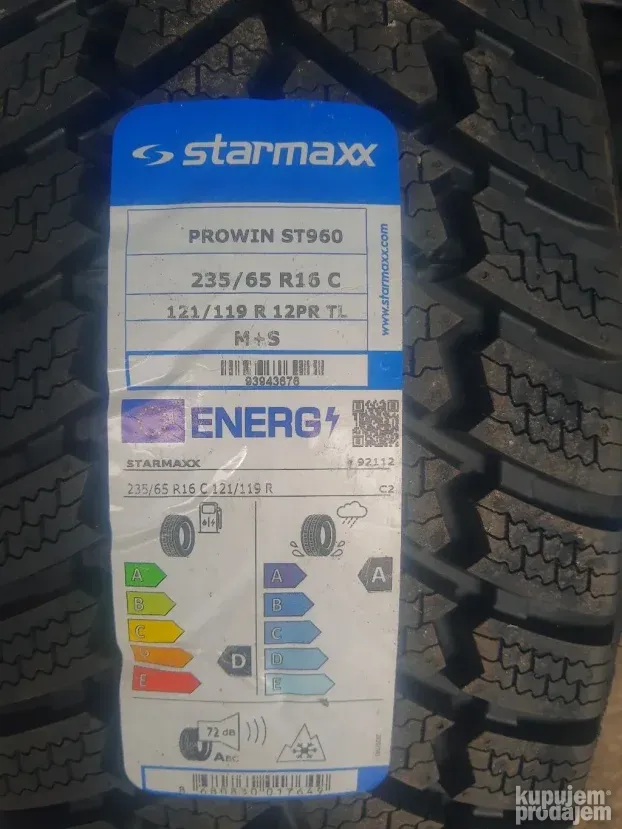 starmaxx
PROWIN ST960
235/65 R16 C
121/119 R 12PR TL
M+S
www.starmaxx.com
93943676
ENERG
STARMAXX
92112
235/65 R16 C 121/119 R
C2
A
B
C
D
E
A
B
C
D
E
A
D
72 dB
ABC
kupujem
prodajem